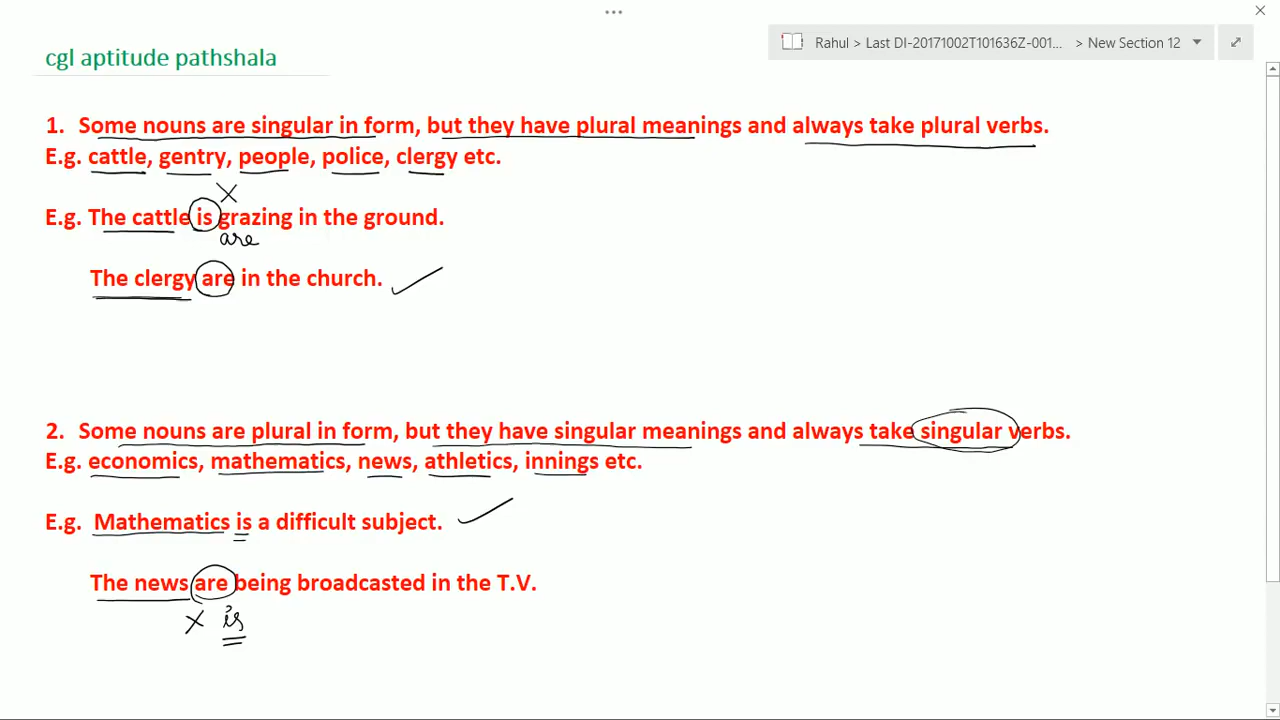 Rahul > Last DI-20171002T101636Z-001... > New Section 12
cgl aptitude pathshala
1. Some nouns are singular in form, but they have plural meanings and always take plural verbs.
E.g. cattle, gentry, people, police, clergy etc.
X
E.g. The cattle is grazing in the ground.
are
The clergy are in the church.
2. Some nouns are plural in form, but they have singular meanings and always take singular verbs.
E.g. economics, mathematics, news, athletics, innings etc.
E.g. Mathematics is a difficult subject.
The news are being broadcasted in the T.V.
X is